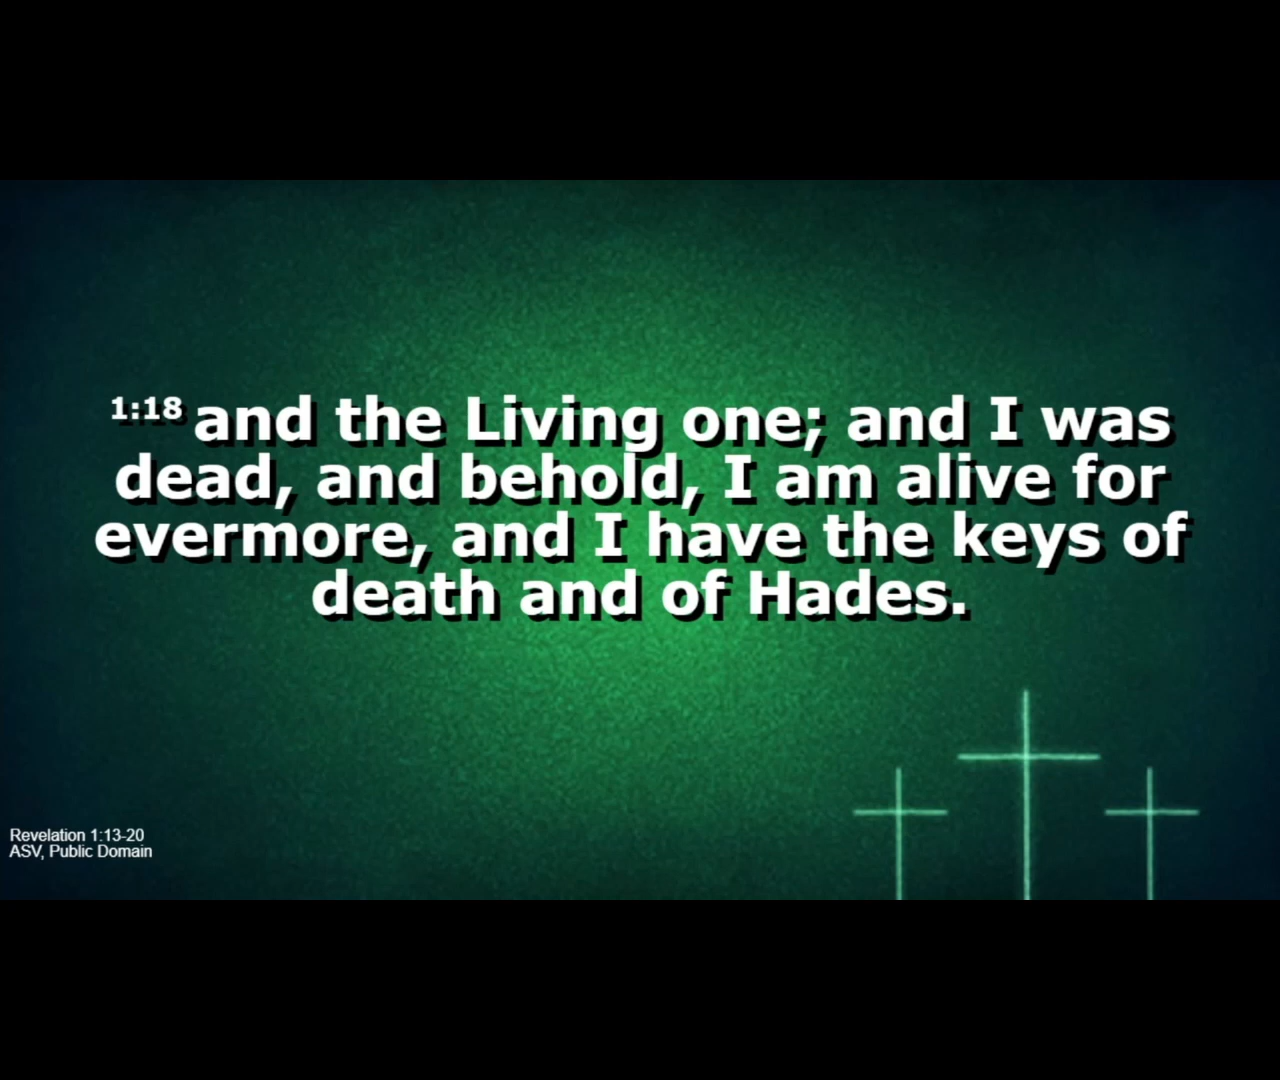 1:18 and the Living one; and I was
dead, and behold, I am alive for
evermore, and I have the keys of
death and of Hades.
Revelation 1:13-20
ASV, Public Domain